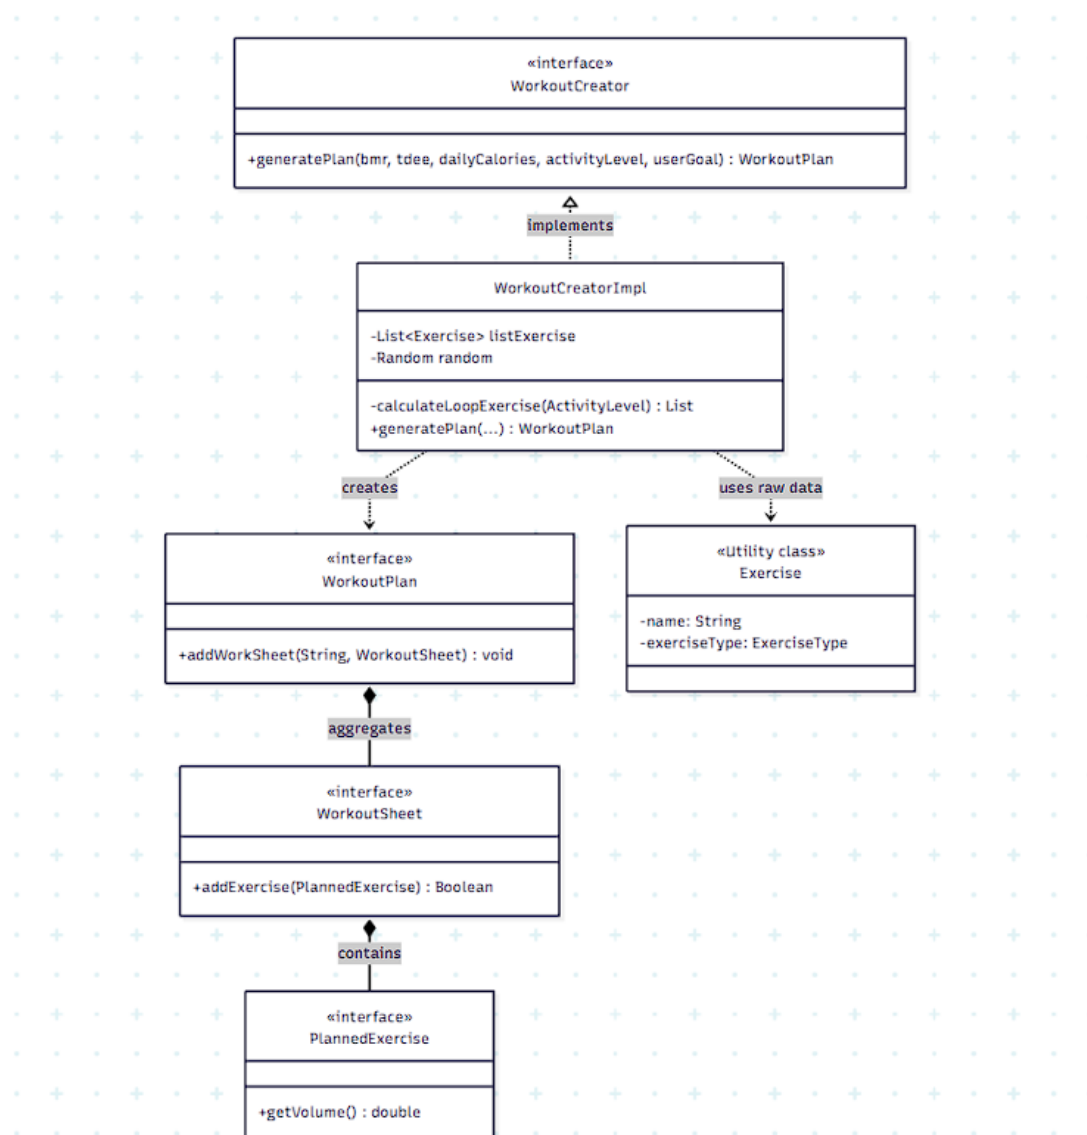 «interface»
WorkoutCreator
+generatePlan(bmr, tdee, dailyCalories, activityLevel, userGoal) : WorkoutPlan
implements
WorkoutCreatorImpl
-List<Exercise> listExercise
-Random random
-calculateLoopExercise(ActivityLevel) : List
+generatePlan(...) : WorkoutPlan
creates
uses raw data
«interface»
WorkoutPlan
+addWorkSheet(String, WorkoutSheet) : void
«Utility class»
Exercise
-name: String
-exerciseType: ExerciseType
aggregates
«interface»
WorkoutSheet
+addExercise(PlannedExercise) : Boolean
contains
«interface»
PlannedExercise
+getVolume() : double